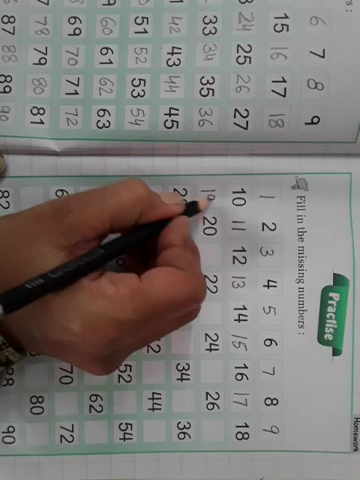 6 7 8 9
15 16 17 18
24 25 26 27
33 34 35 36
42 43 44 45
51 52 53 54
60 61 62 63
69 70 71 72
78 79 80 81
87 88 89 90
Homework
Practise
Fill in the missing numbers :
1 2 3 4 5 6 7 8 9
10 11 12 13 14 15 16 17 18
19 20 22 24 26
34 36
44
52 54
62
70 72
80
82 88 90